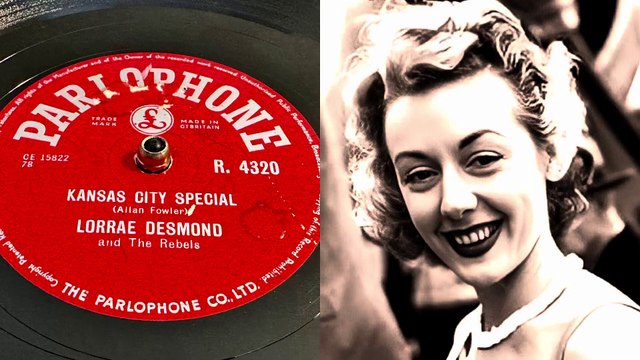 PARLOPHONE
TRADE MARK
MADE IN GT BRITAIN
CE 15822
78
R. 4320
KANSAS CITY SPECIAL
(Allan Fowler)
LORRAE DESMOND
and The Rebels
THE PARLOPHONE CO., LTD.